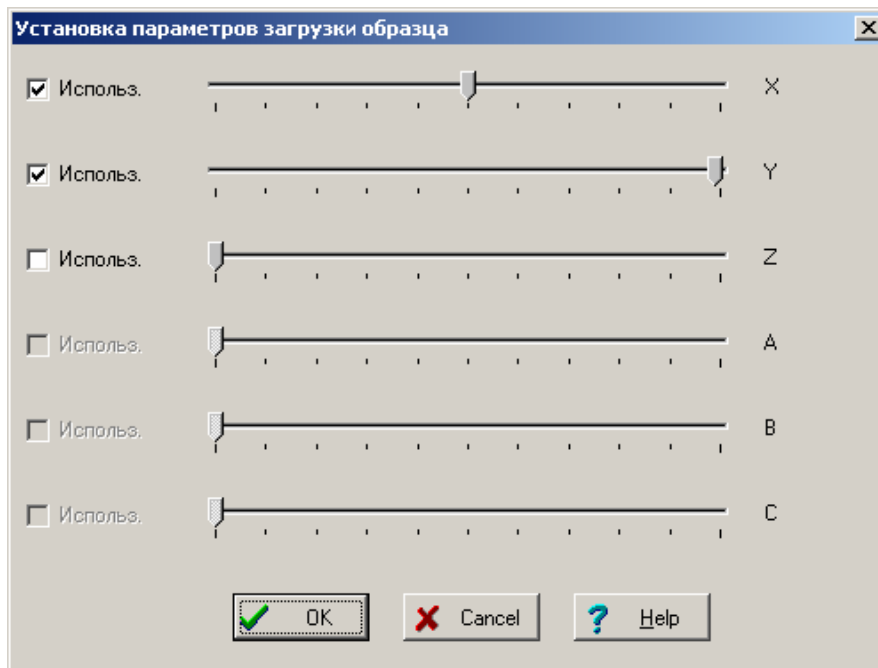 Установка параметров загрузки образца
Использ. X
Использ. Y
Использ. Z
Использ. A
Использ. B
Использ. C
OK Cancel Help